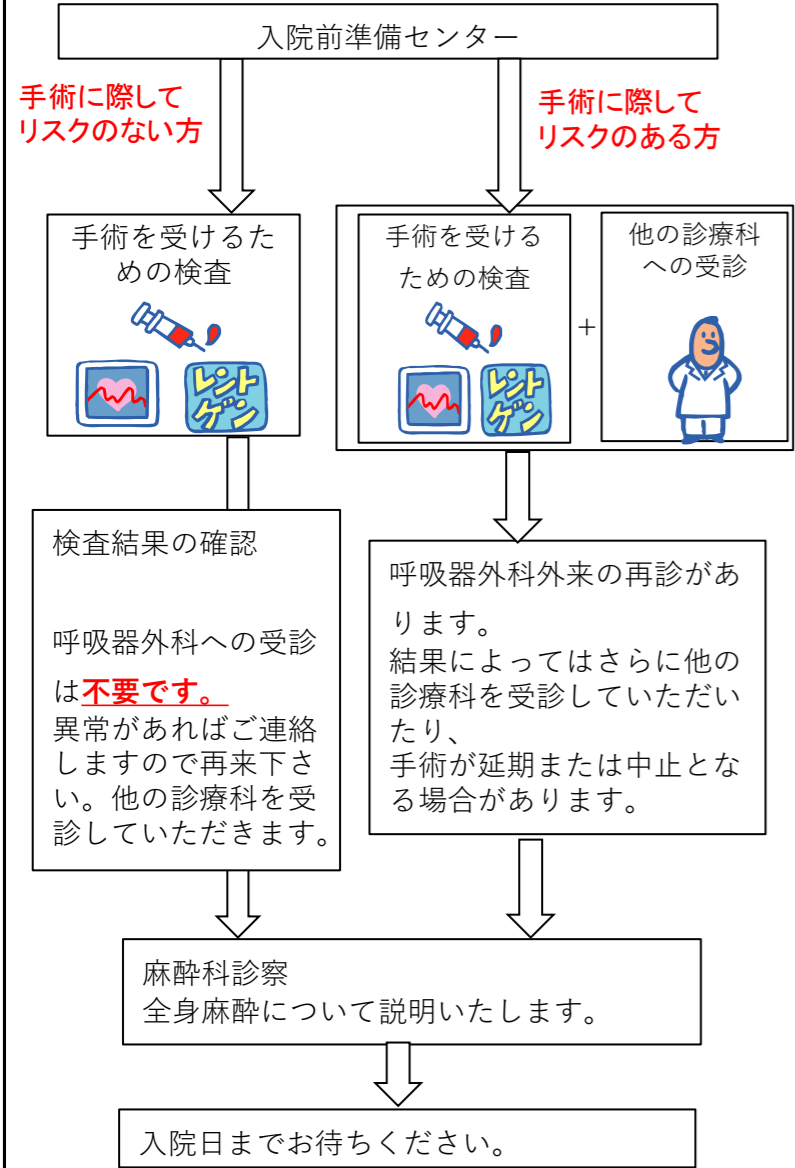 入院前準備センター
手術に際して
リスクのない方
手術に際して
リスクのある方
手術を受けるた
めの検査
レント
ゲン
手術を受ける
ための検査
レント
ゲン
+
他の診療科
への受診
検査結果の確認
呼吸器外科への受診
は不要です。
異常があればご連絡
しますので再来下さ
い。他の診療科を受
診していただきます。
呼吸器外科外来の再診があ
ります。
結果によってはさらに他の
診療科を受診していただい
たり、
手術が延期または中止とな
る場合があります。
麻酔科診察
全身麻酔について説明いたします。
入院日までお待ちください。